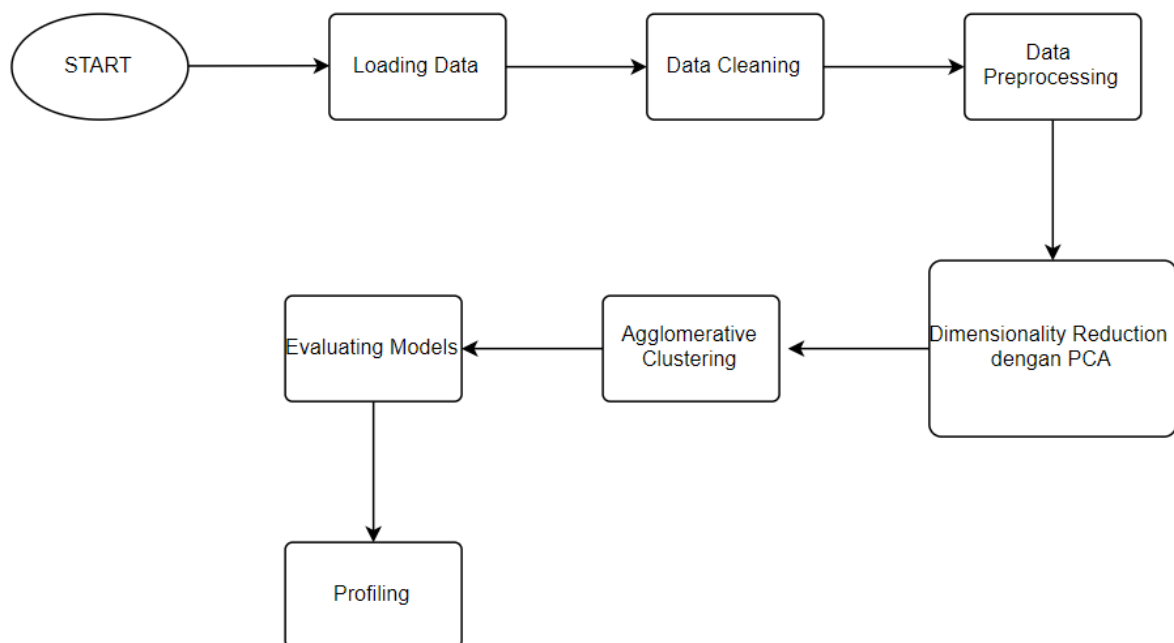 START
Loading Data
Data Cleaning
Data
Preprocessing
Dimensionality Reduction
dengan PCA
Agglomerative
Clustering
Evaluating Models
Profiling